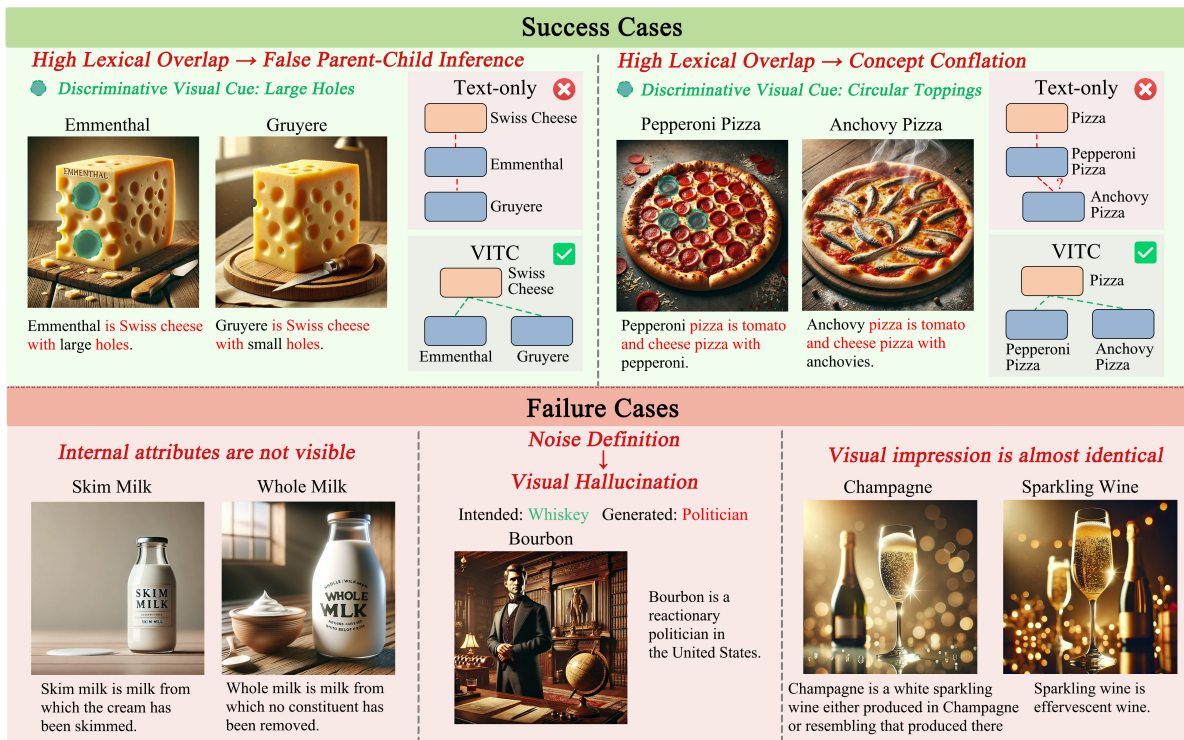 Success Cases
High Lexical Overlap → False Parent-Child Inference
Discriminative Visual Cue: Large Holes
Emmenthal
Gruyere
EMMENTHAL
Emmenthal is Swiss cheese
with large holes.
Gruyere is Swiss cheese
with small holes.
Text-only
Swiss Cheese
Emmenthal
Gruyere
VITC
Swiss
Cheese
Emmenthal
Gruyere
High Lexical Overlap → Concept Conflation
Discriminative Visual Cue: Circular Toppings
Pepperoni Pizza
Anchovy Pizza
Pepperoni pizza is tomato
and cheese pizza with
pepperoni.
Anchovy pizza is tomato
and cheese pizza with
anchovies.
Text-only
Pizza
Pepperoni
Pizza
?
Anchovy
Pizza
VITC
Pizza
Pepperoni
Pizza
Anchovy
Pizza
Failure Cases
Internal attributes are not visible
Skim Milk
Whole Milk
SKIM
MILK
SKIM MILK
WHOLE
MLK
Skim milk is milk from
which the cream has
been skimmed.
Whole milk is milk from
which no constituent has
been removed.
Noise Definition
↓
Visual Hallucination
Intended: Whiskey Generated: Politician
Bourbon
Bourbon is a
reactionary
politician in
the United States.
Visual impression is almost identical
Champagne
Sparkling Wine
Champagne is a white sparkling
wine either produced in Champagne
or resembling that produced there
Sparkling wine is
effervescent wine.